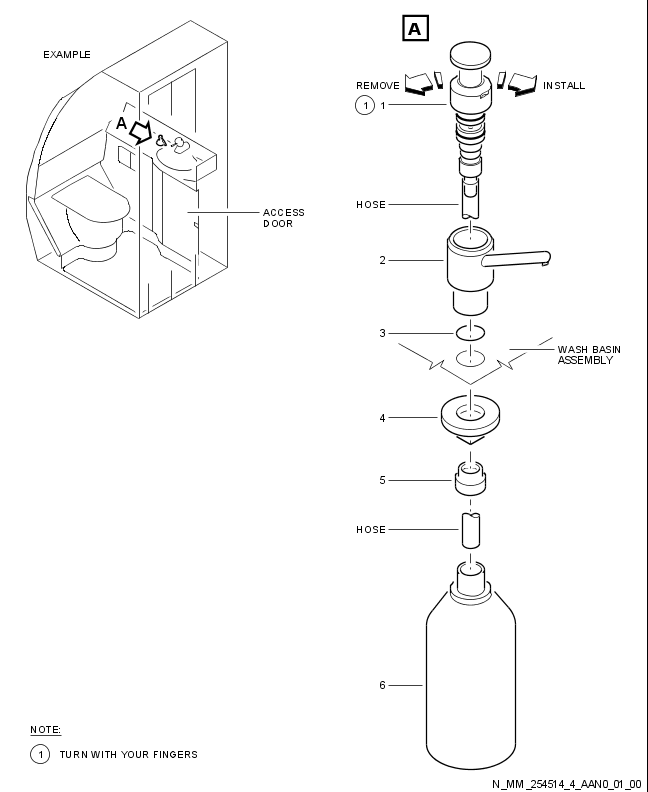 A
EXAMPLE
REMOVE
INSTALL
1 1
A
HOSE
ACCESS
DOOR
2
3
WASH BASIN
ASSEMBLY
4
5
HOSE
6
NOTE:
1 TURN WITH YOUR FINGERS
N_MM_254514_4_AAN0_01_00